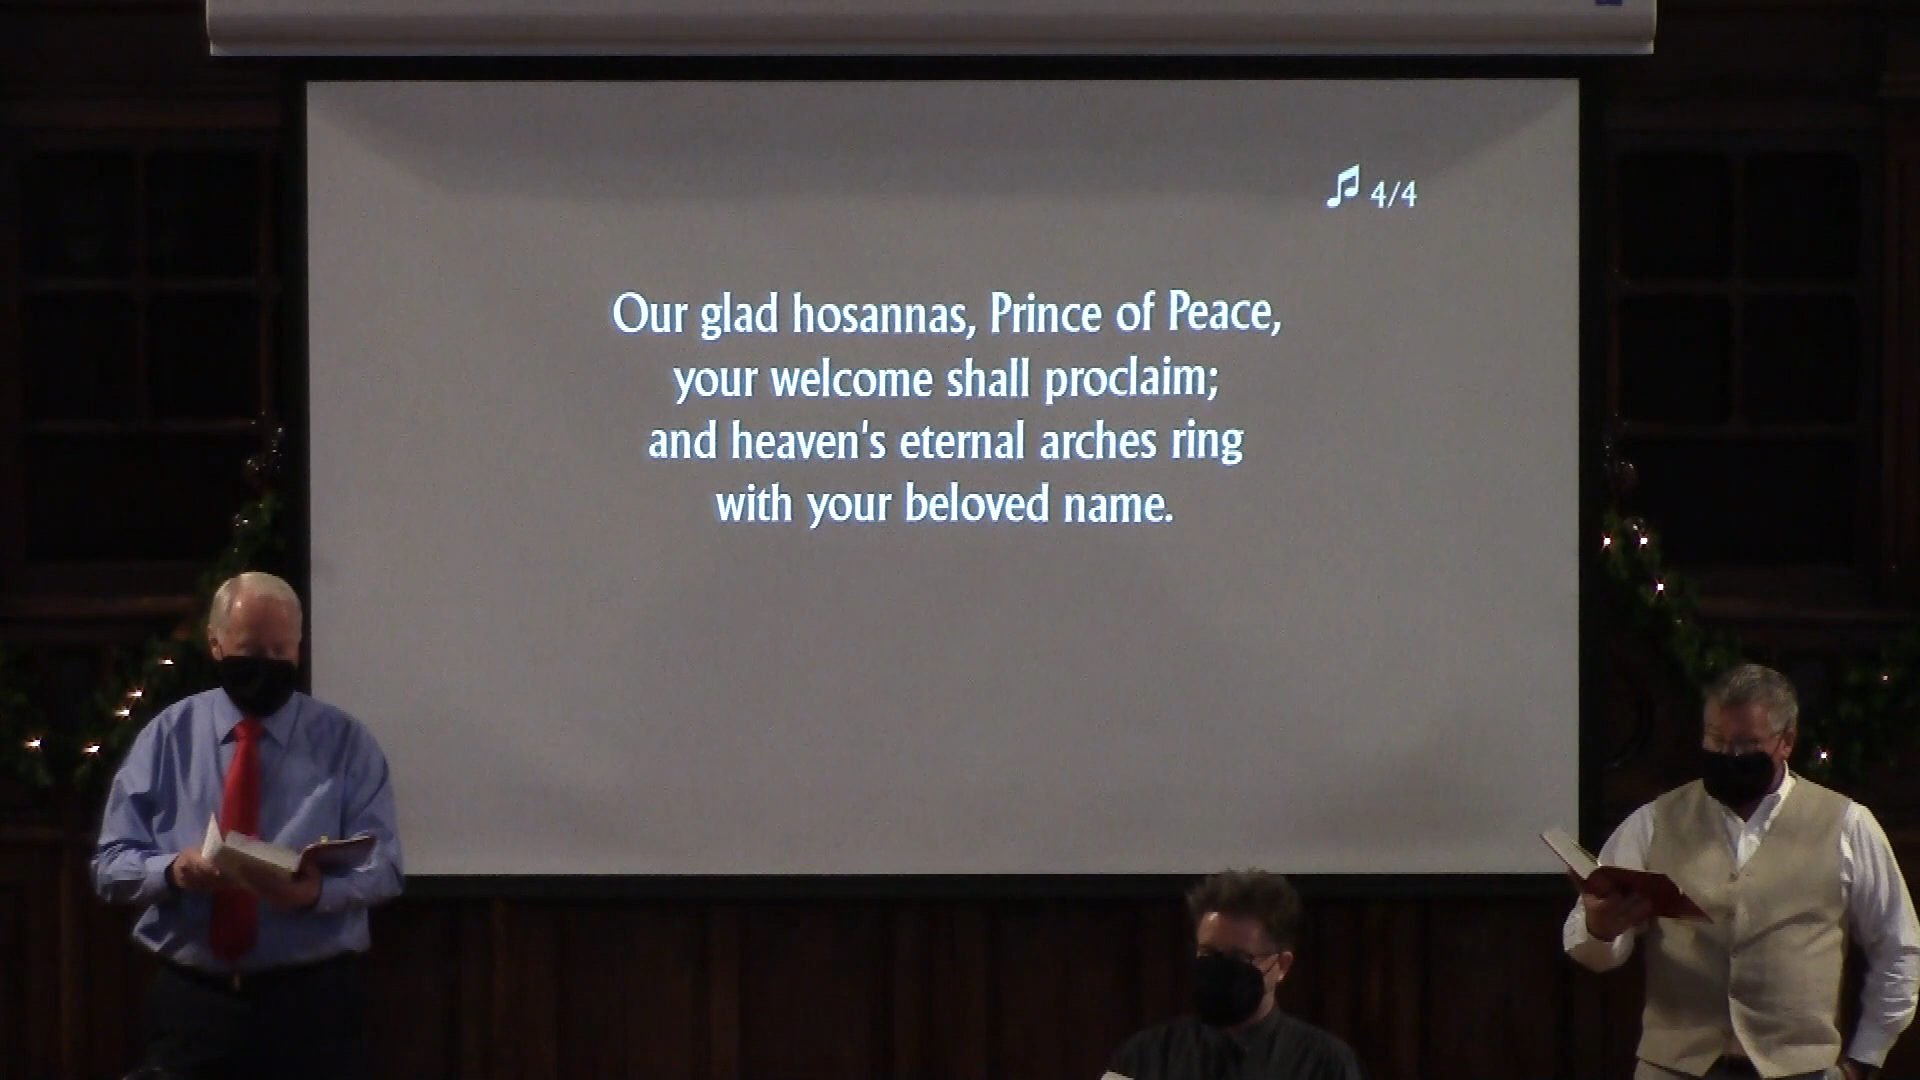 4/4
Our glad hosannas, Prince of Peace,
your welcome shall proclaim;
and heaven's eternal arches ring
with your beloved name.